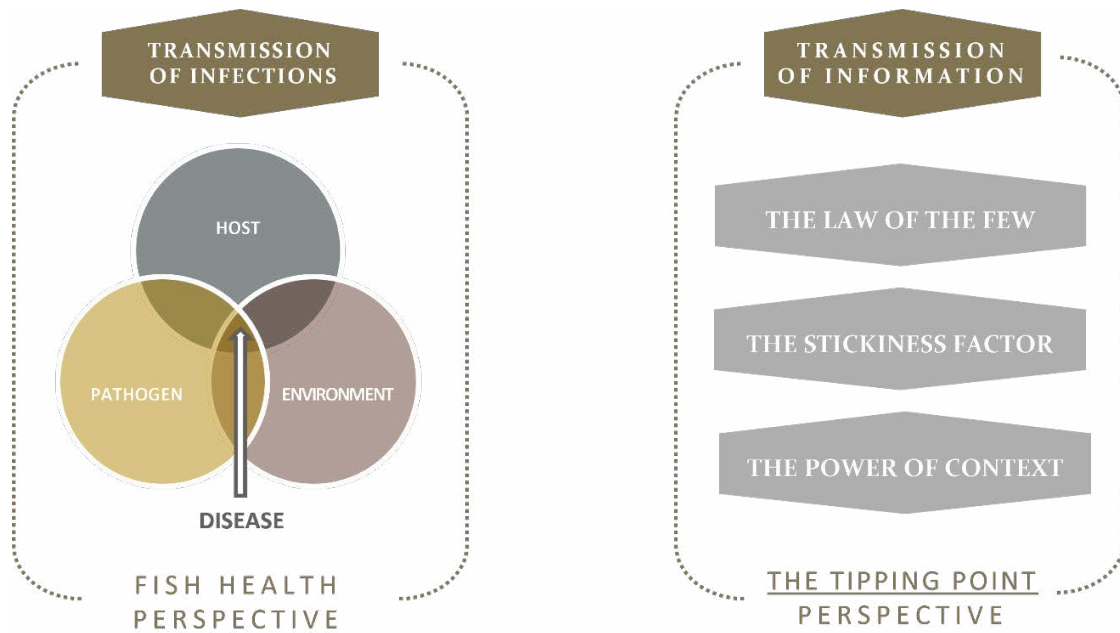 TRANSMISSION
OF INFECTIONS
HOST
PATHOGEN
ENVIRONMENT
DISEASE
FISH HEALTH
PERSPECTIVE
TRANSMISSION
OF INFORMATION
THE LAW OF THE FEW
THE STICKINESS FACTOR
THE POWER OF CONTEXT
THE TIPPING POINT
PERSPECTIVE